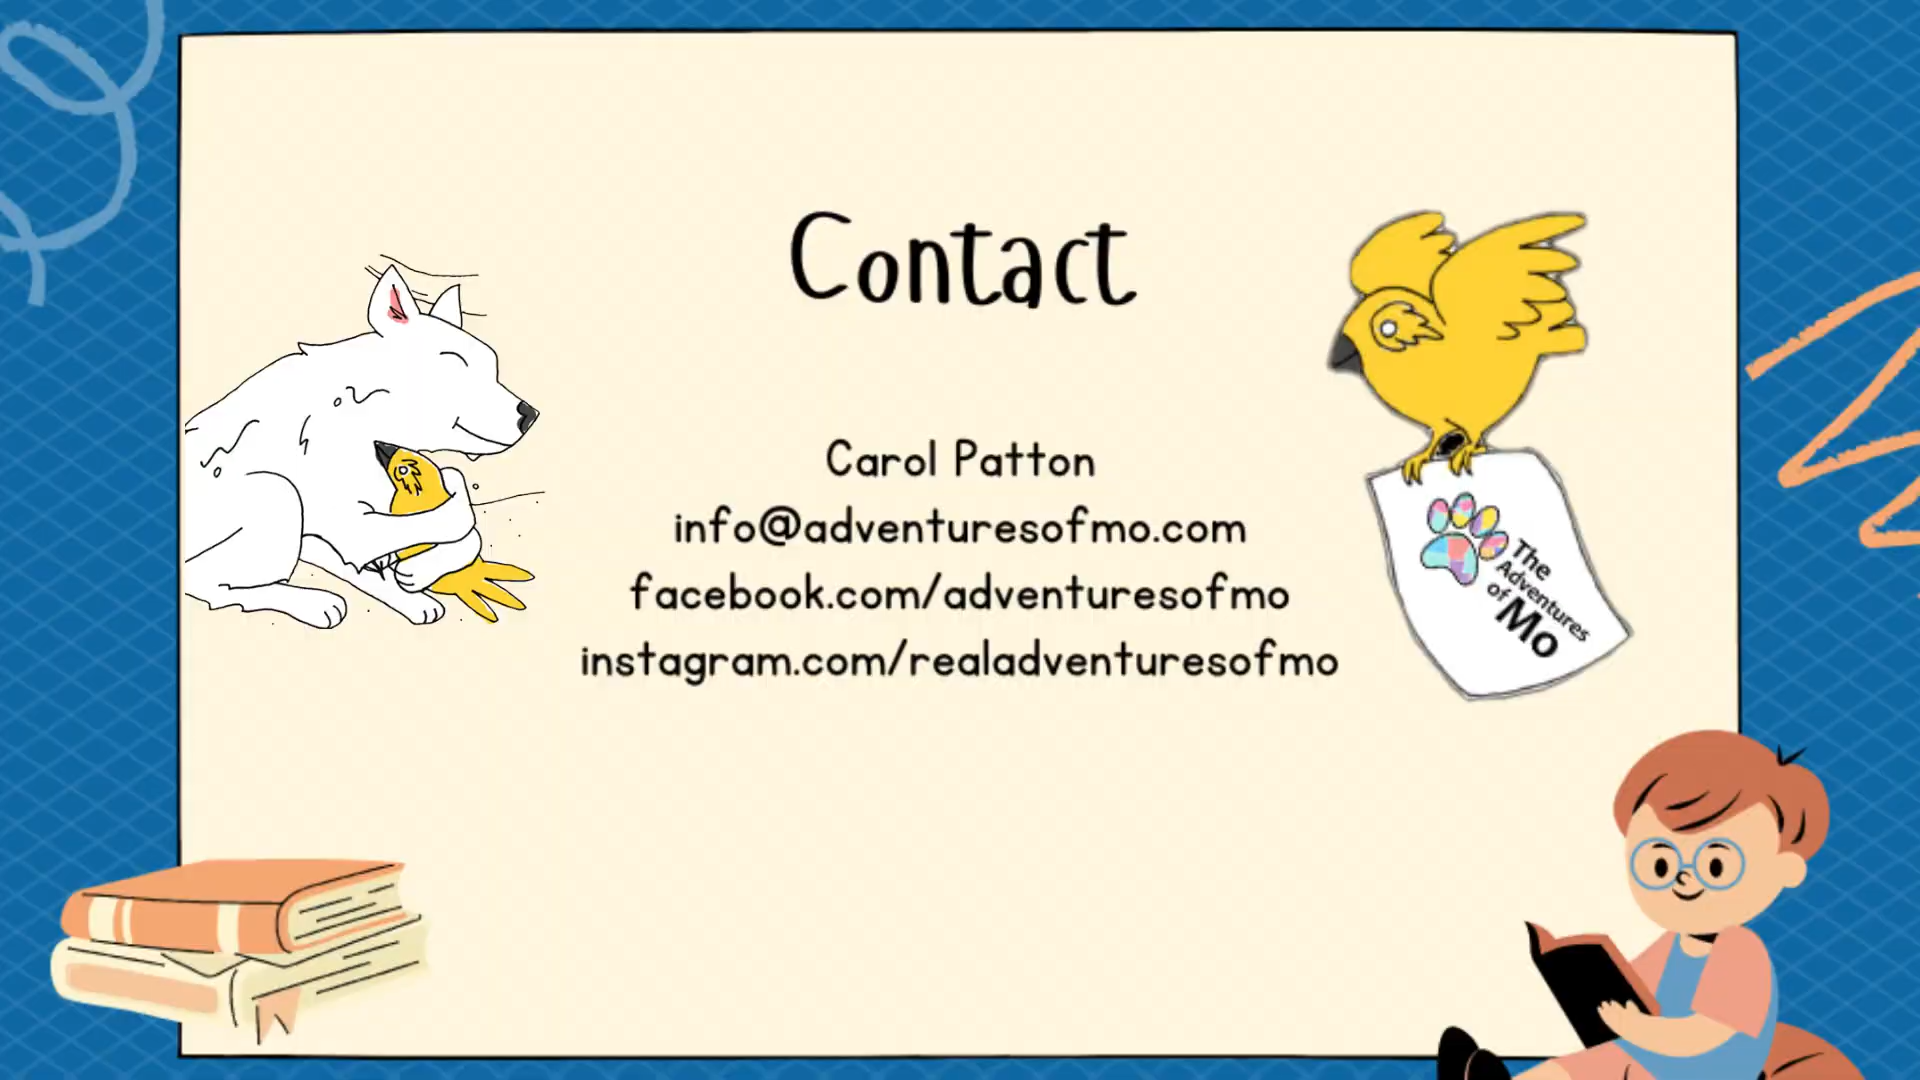 Contact
Carol Patton
info@adventuresofmo.com
facebook.com/adventuresofmo
instagram.com/realadventuresofmo
The
Adventures
of
Mo